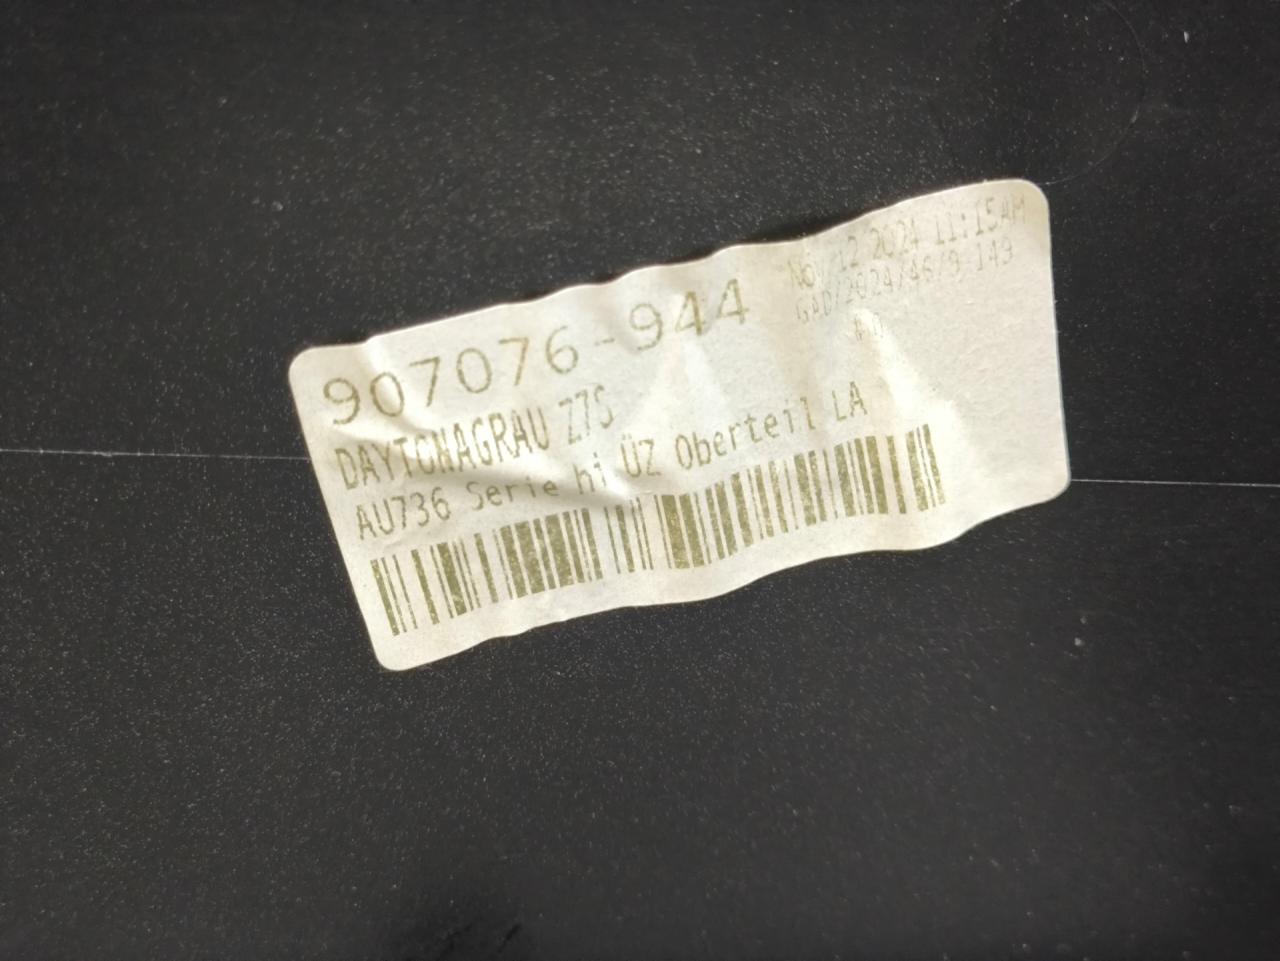 907076-944
DAYTONAGRAU Z7S
AU736 Serie hi ÜZ Oberteil LA
Nov 12 2024 11:15AM
GAD/2024/46/9 149